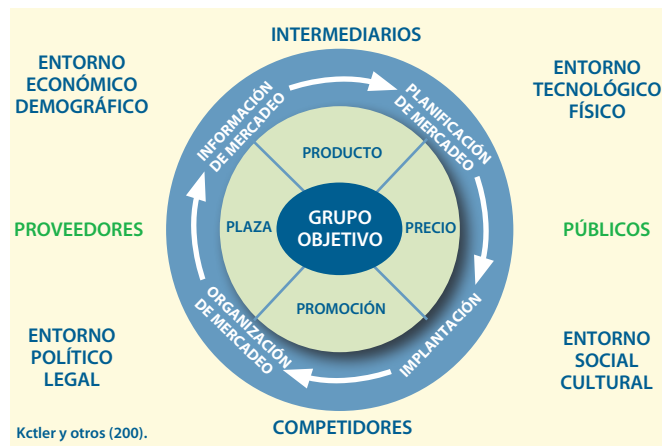 INTERMEDIARIOS
ENTORNO
ECONÓMICO
DEMOGRÁFICO
ENTORNO
TECNOLÓGICO
FÍSICO
INFORMACIÓN
DE MERCADEO
PLANIFICACIÓN
DE MERCADEO
PRODUCTO
PROVEEDORES
PLAZA
GRUPO
OBJETIVO
PRECIO
PÚBLICOS
PROMOCIÓN
ORGANIZACIÓN
DE MERCADEO
IMPLANTACIÓN
ENTORNO
POLÍTICO
LEGAL
ENTORNO
SOCIAL
CULTURAL
COMPETIDORES
Kctler y otros (200).